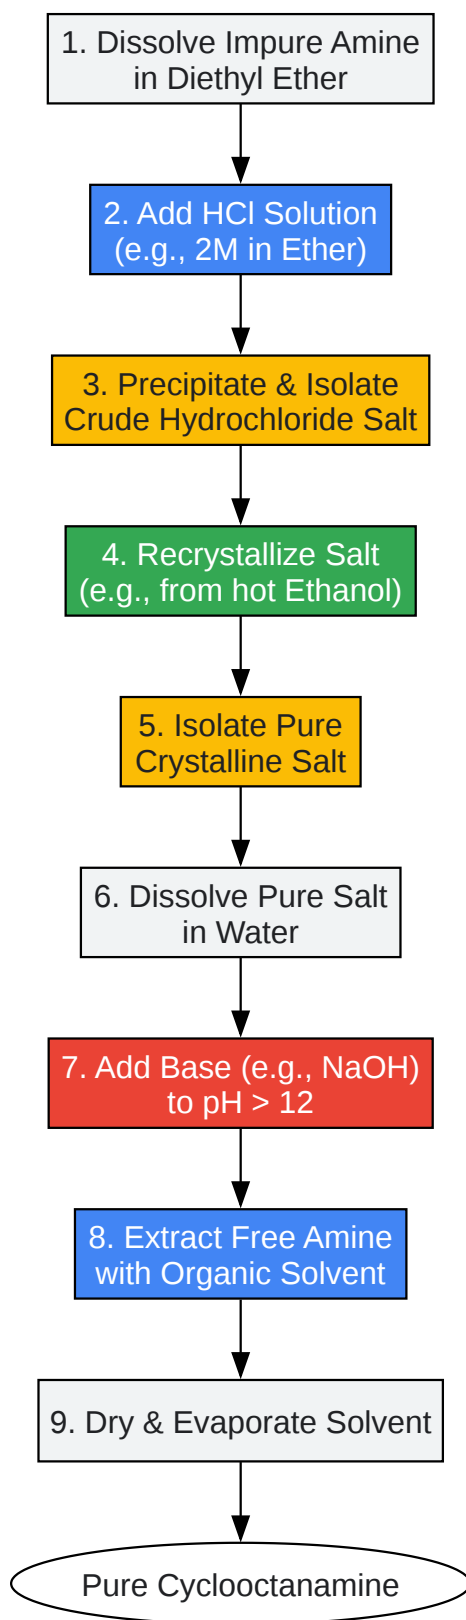 1. Dissolve Impure Amine
in Diethyl Ether
2. Add HCl Solution
(e.g., 2M in Ether)
3. Precipitate & Isolate
Crude Hydrochloride Salt
4. Recrystallize Salt
(e.g., from hot Ethanol)
5. Isolate Pure
Crystalline Salt
6. Dissolve Pure Salt
in Water
7. Add Base (e.g., NaOH)
to pH > 12
8. Extract Free Amine
with Organic Solvent
9. Dry & Evaporate Solvent
Pure Cyclooctanamine